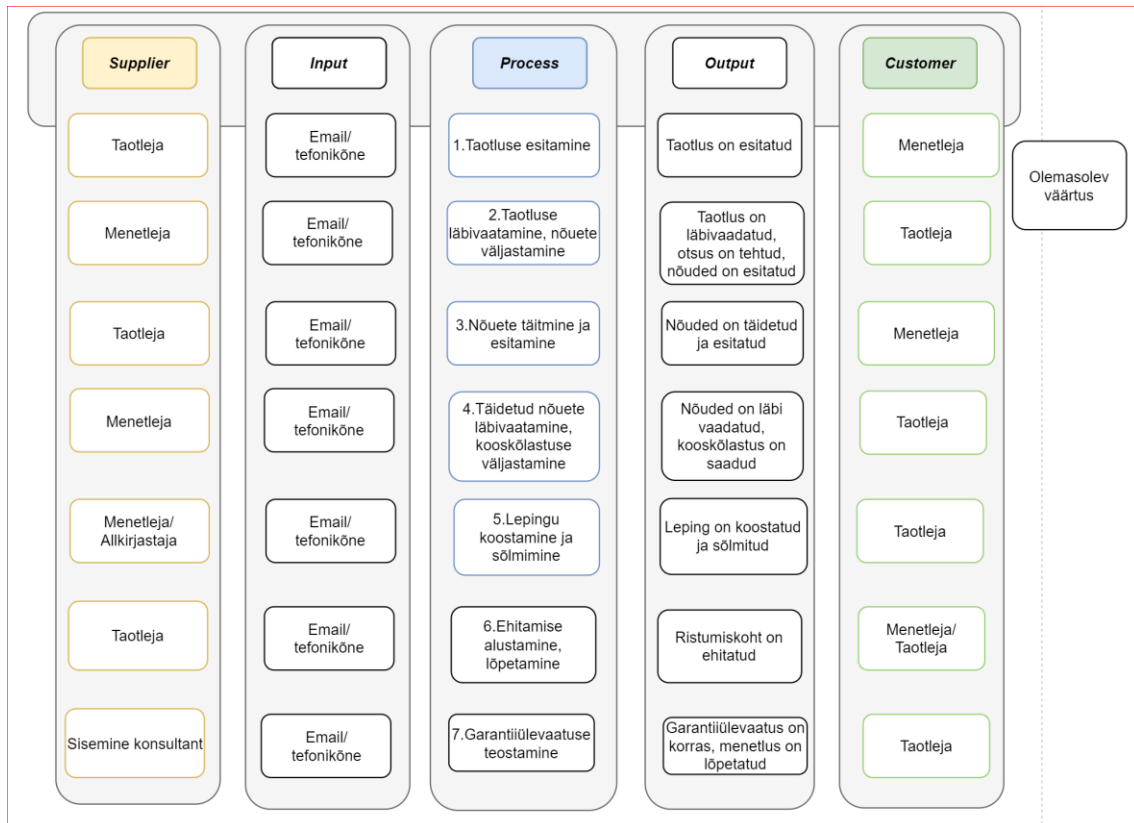 Supplier
Input
Process
Output
Customer
Taotleja
Email/
tefonikõne
1.Taotluse esitamine
Taotlus on esitatud
Menetleja
Olemasolev
väärtus
Menetleja
Email/
tefonikõne
2.Taotluse
läbivaatamine, nõuete
väljastamine
Taotlus on
läbivaadatud,
otsus on tehtud,
nõuded on esitatud
Taotleja
Taotleja
Email/
tefonikõne
3.Nõuete täitmine ja
esitamine
Nõuded on täidetud
ja esitatud
Menetleja
Menetleja
Email/
tefonikõne
4.Täidetud nõuete
läbivaatamine,
kooskõlastuse
väljastamine
Nõuded on läbi
vaadatud,
kooskõlastus on
saadud
Taotleja
Menetleja/
Allkirjastaja
Email/
tefonikõne
5.Lepingu
koostamine ja
sõlmimine
Leping on koostatud
ja sõlmitud
Taotleja
Taotleja
Email/
tefonikõne
6.Ehitamise
alustamine,
lõpetamine
Ristumiskoht on
ehitatud
Menetleja/
Taotleja
Sisemine konsultant
Email/
tefonikõne
7.Garantiiülevaatuse
teostamine
Garantiiülevaatus on
korras, menetlus on
lõpetatud
Taotleja